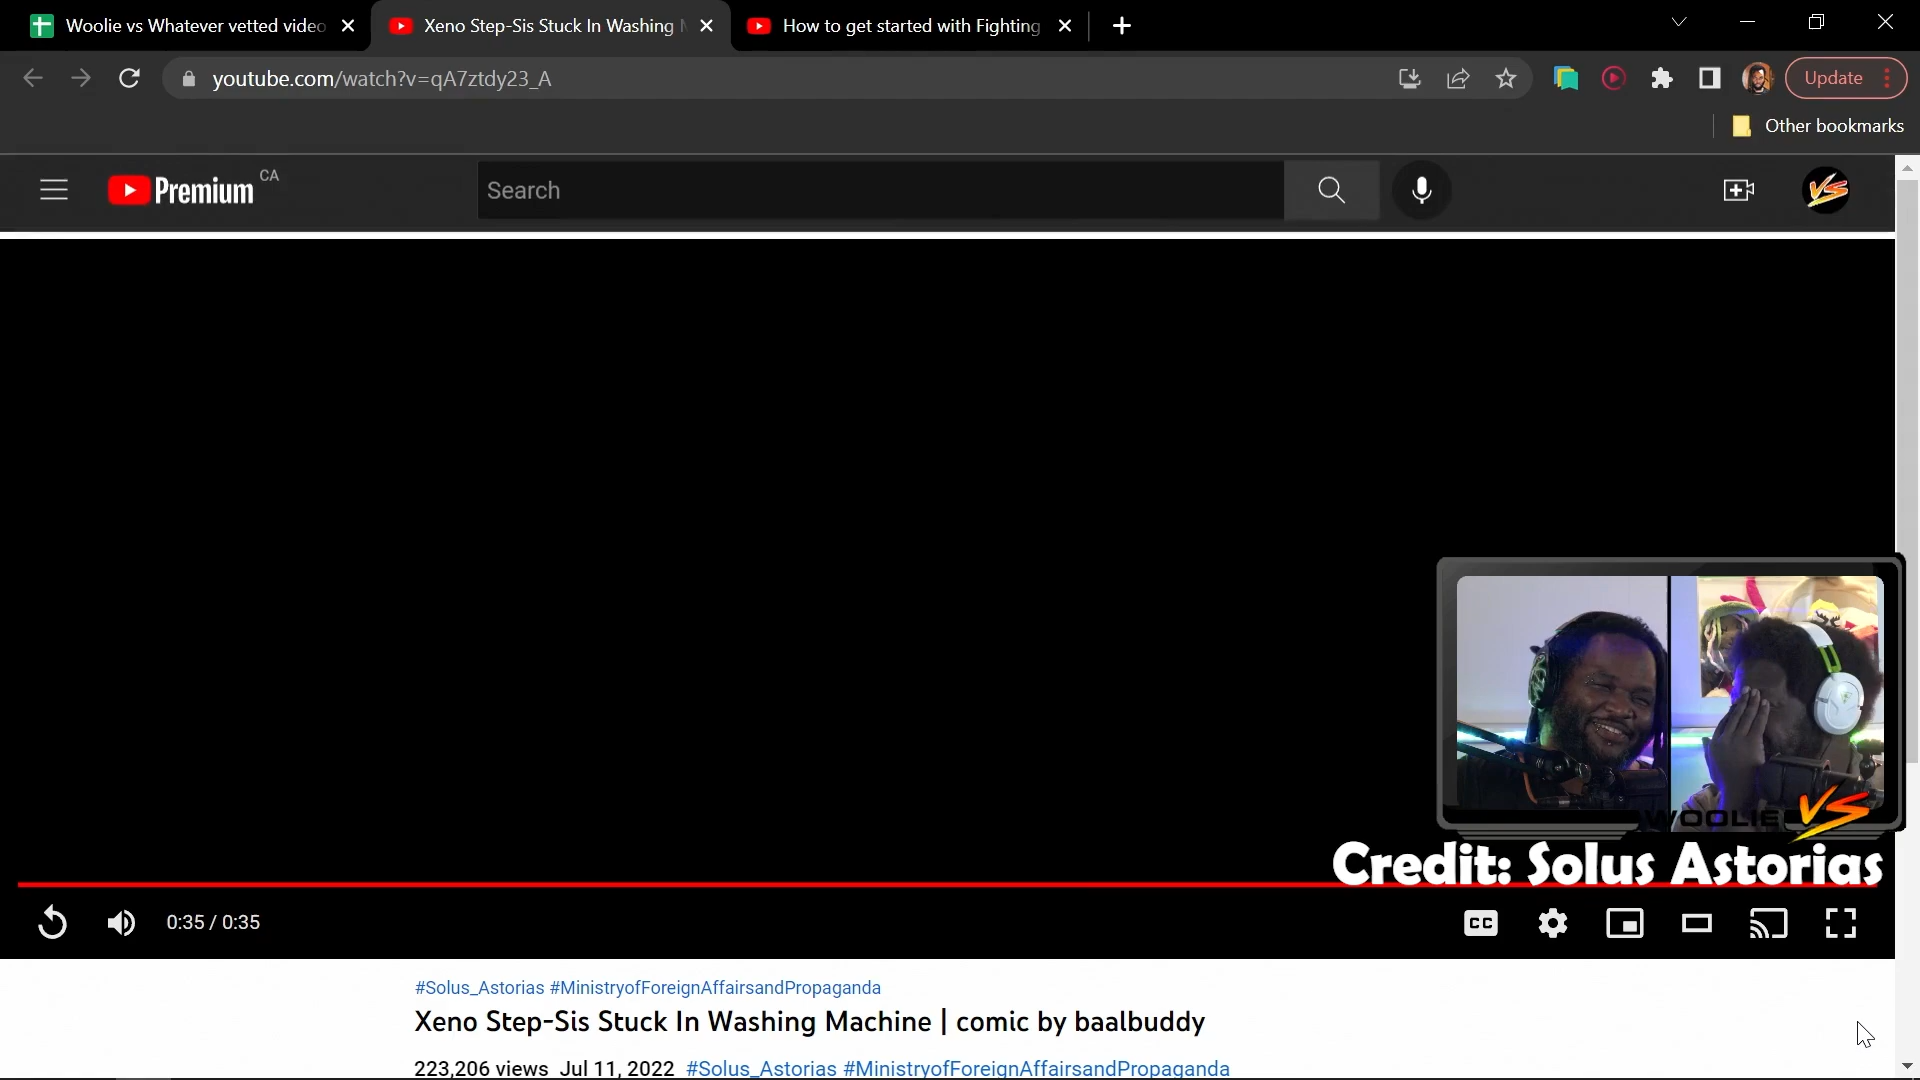 Woolie vs Whatever vetted video
Xeno Step-Sis Stuck In Washing
How to get started with Fighting
youtube.com/watch?v=qA7ztdy23_A
Update
Other bookmarks
Premium CA
Search
VS
WOOLIE VS
Credit: Solus Astorias
0:35 / 0:35
CC
#Solus_Astorias #MinistryofForeignAffairsandPropaganda
Xeno Step-Sis Stuck In Washing Machine | comic by baalbuddy
223,206 views Jul 11, 2022 #Solus_Astorias #MinistryofForeignAffairsandPropaganda